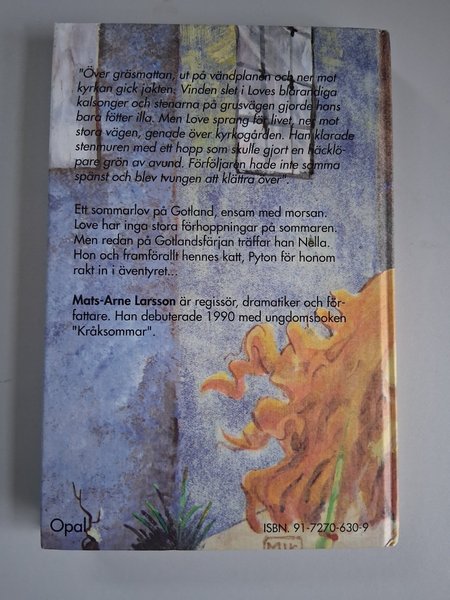 "Över gräsmattan, ut på vändplanen och ner mot
kyrkan gick jakten. Vinden slet i Loves blårandiga
kalsonger och stenarna på grusvägen gjorde hans
bara fötter illa. Men Love sprang för livet, ner mot
stora vägen, genade över kyrkogården. Han klarade
stenmuren med ett hopp som skulle gjort en häcklö-
pare grön av avund. Förföljaren hade inte samma
spänst och blev tvungen att klättra över".
Ett sommarlov på Gotland, ensam med morsan.
Love har inga stora förhoppningar på sommaren.
Men redan på Gotlandsfärjan träffar han Nella.
Hon och framförallt hennes katt, Pyton för honom
rakt in i äventyret...
Mats-Arne Larsson är regissör, dramatiker och för-
fattare. Han debuterade 1990 med ungdomsboken
"Kråksommar".
Opal
ISBN. 91-7270-630-9